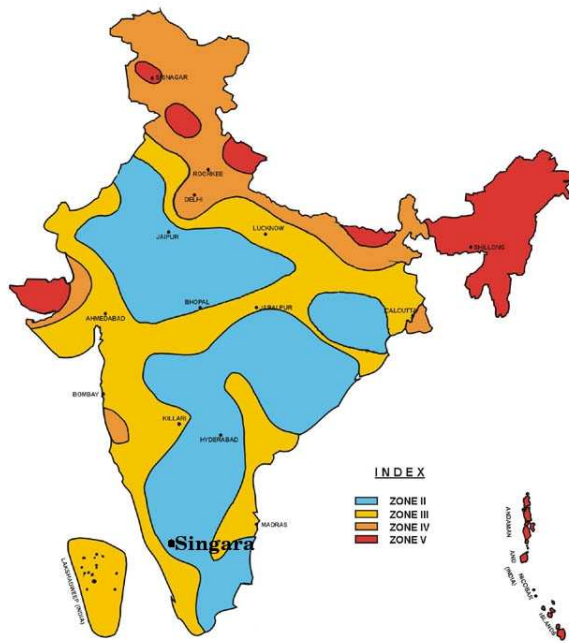 SRINAGAR
ROORKEE
DELHI
JAIPUR
LUCKNOW
SHILLONG
BHOPAL
JABALPUR
CALCUTTA
AHMEDABAD
BOMBAY
KILLARI
HYDERABAD
MADRAS
Singara
INDEX
ZONE II
ZONE III
ZONE IV
ZONE V
LAKSHADWEEP (INDIA)
ANDAMAN AND NICOBAR ISLANDS
(INDIA)